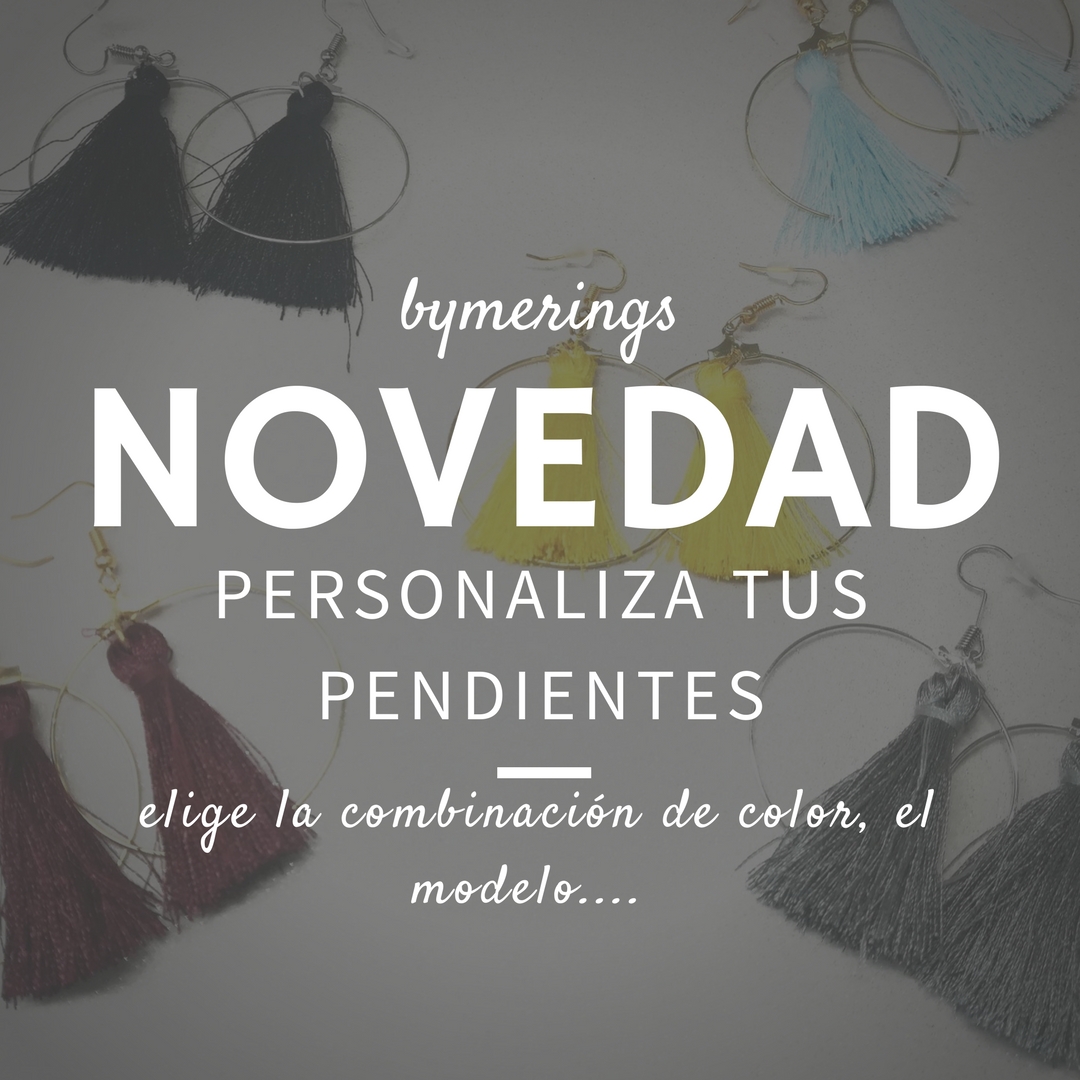 bymerings
NOVEDAD
PERSONALIZA TUS
PENDIENTES
elige la combinación de color, el
modelo....